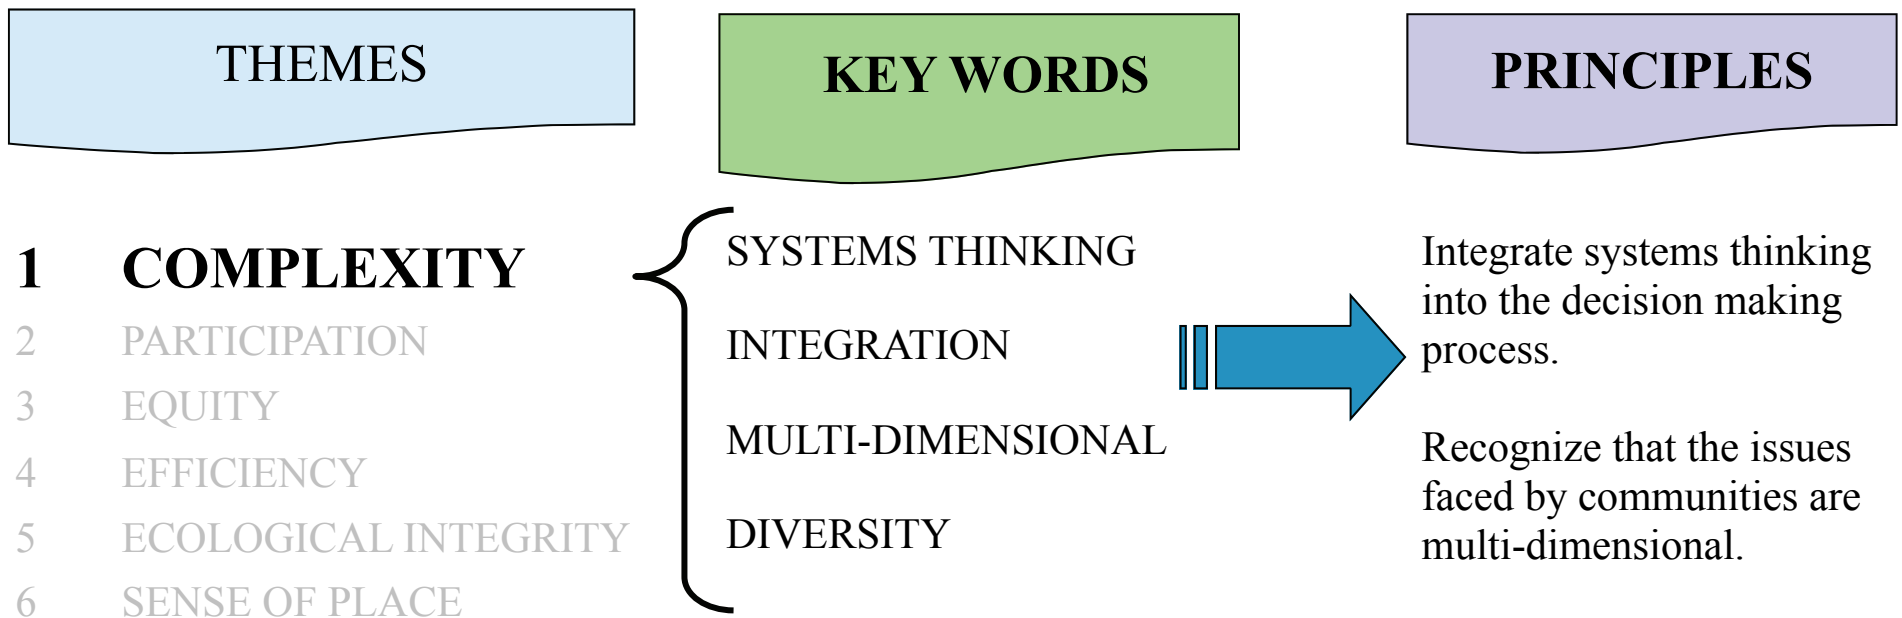 THEMES
KEY WORDS
PRINCIPLES
1 COMPLEXITY
2 PARTICIPATION
3 EQUITY
4 EFFICIENCY
5 ECOLOGICAL INTEGRITY
6 SENSE OF PLACE
SYSTEMS THINKING
INTEGRATION
MULTI-DIMENSIONAL
DIVERSITY
Integrate systems thinking
into the decision making
process.
Recognize that the issues
faced by communities are
multi-dimensional.